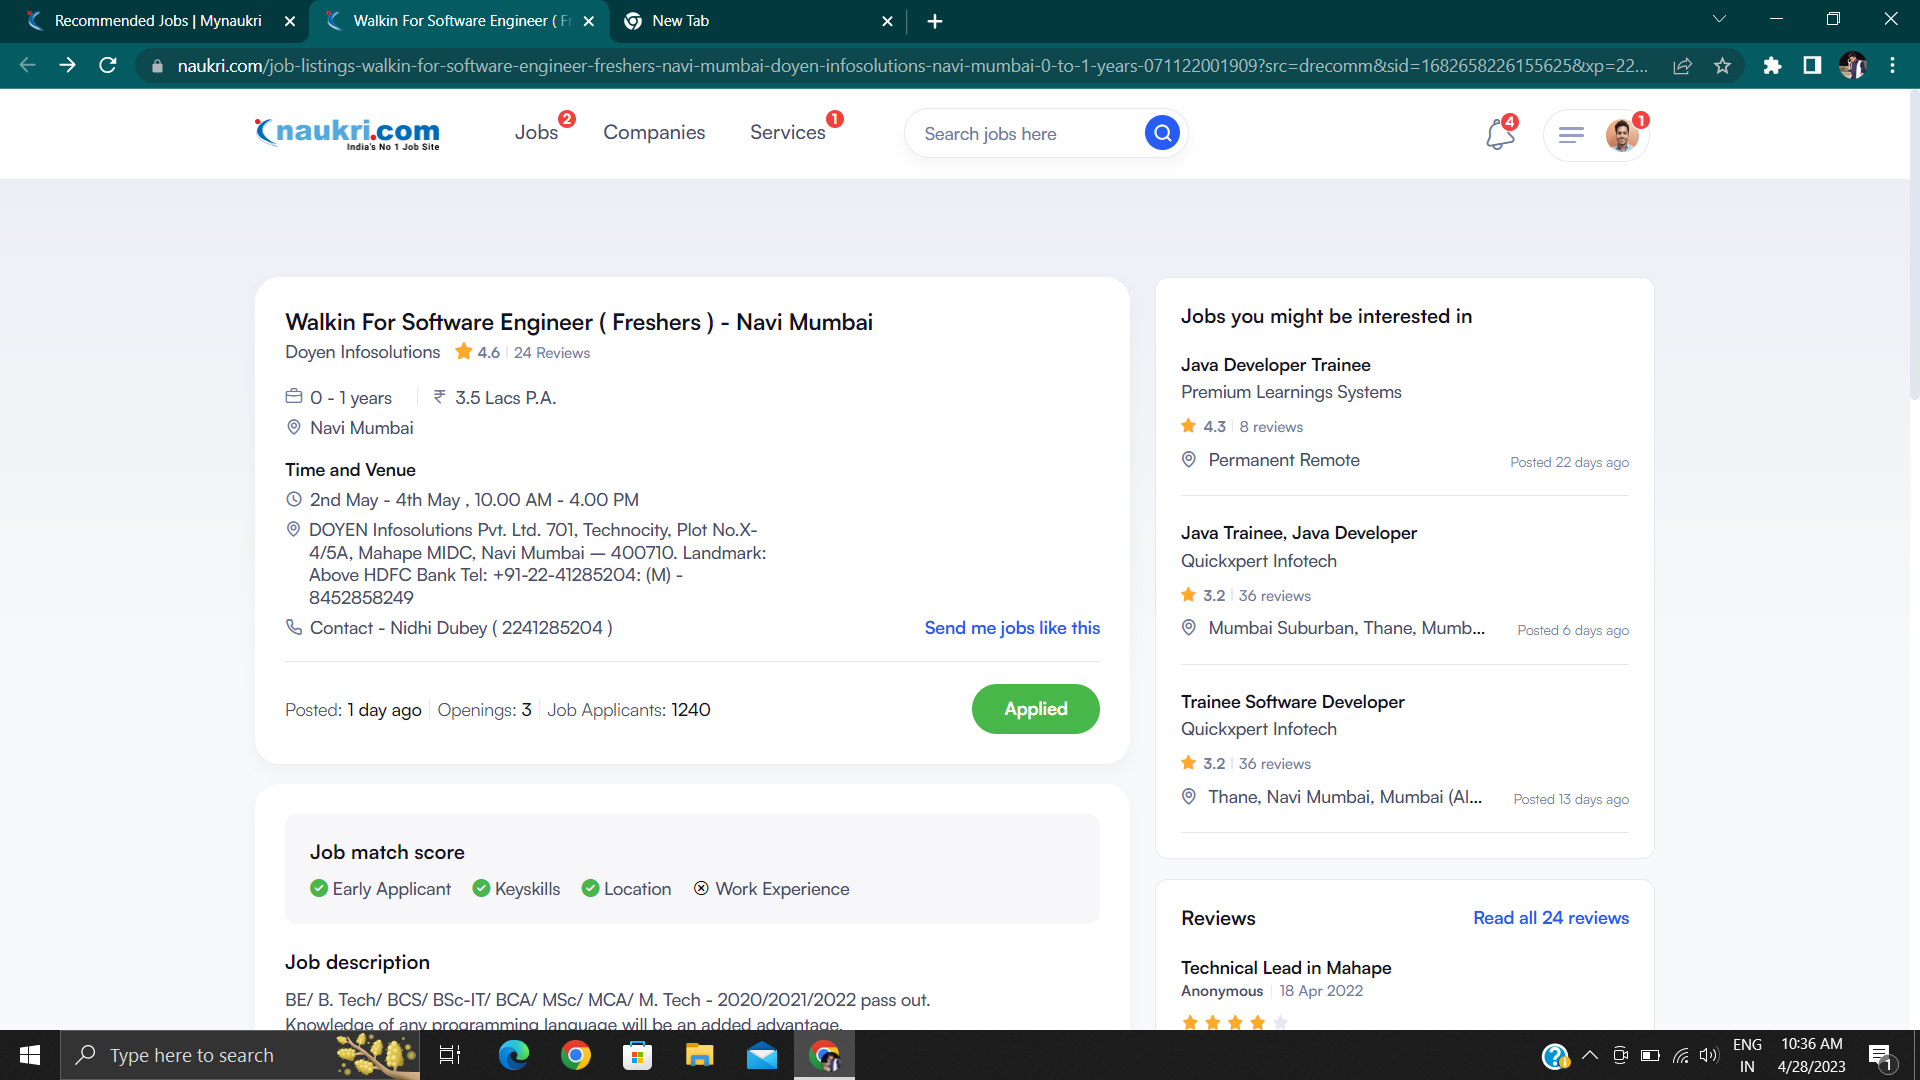 Recommended Jobs | Mynaukri
Walkin For Software Engineer ( Fr
New Tab
naukri.com/job-listings-walkin-for-software-engineer-freshers-navi-mumbai-doyen-infosolutions-navi-mumbai-0-to-1-years-071122001909?src=drecomm&sid=1682658226155625&xp=22...
naukri.com
India's No 1 Job Site
Jobs 2
Companies
Services 1
Search jobs here
4
1
Walkin For Software Engineer ( Freshers ) - Navi Mumbai
Doyen Infosolutions 4.6 24 Reviews
0 - 1 years ₹ 3.5 Lacs P.A.
Navi Mumbai
Time and Venue
2nd May - 4th May , 10.00 AM - 4.00 PM
DOYEN Infosolutions Pvt. Ltd. 701, Technocity, Plot No.X-
4/5A, Mahape MIDC, Navi Mumbai – 400710. Landmark:
Above HDFC Bank Tel: +91-22-41285204: (M) -
8452858249
Contact - Nidhi Dubey ( 2241285204 )
Send me jobs like this
Posted: 1 day ago Openings: 3 Job Applicants: 1240
Applied
Job match score
Early Applicant Keyskills Location Work Experience
Job description
BE/ B. Tech/ BCS/ BSc-IT/ BCA/ MSc/ MCA/ M. Tech - 2020/2021/2022 pass out.
Knowledge of any programming language will be an added advantage.
Jobs you might be interested in
Java Developer Trainee
Premium Learnings Systems
4.3 8 reviews
Permanent Remote Posted 22 days ago
Java Trainee, Java Developer
Quickxpert Infotech
3.2 36 reviews
Mumbai Suburban, Thane, Mumb... Posted 6 days ago
Trainee Software Developer
Quickxpert Infotech
3.2 36 reviews
Thane, Navi Mumbai, Mumbai (Al... Posted 13 days ago
Reviews
Read all 24 reviews
Technical Lead in Mahape
Anonymous 18 Apr 2022
Type here to search
ENG
IN
10:36 AM
4/28/2023
1